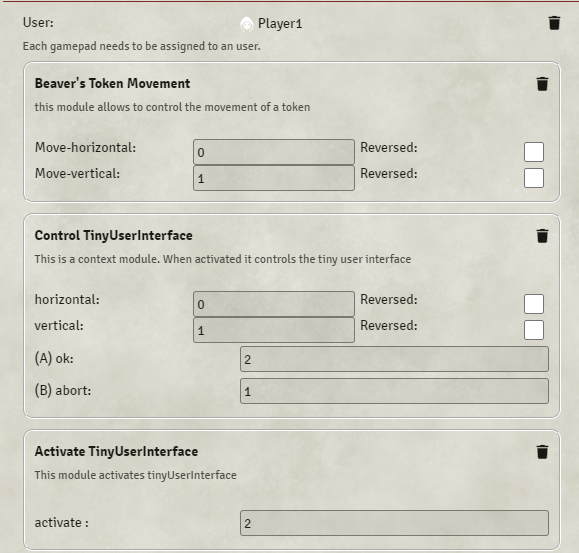 User: Player1
Each gamepad needs to be assigned to an user.
Beaver's Token Movement
this module allows to control the movement of a token
Move-horizontal: 0 Reversed:
Move-vertical: 1 Reversed:
Control TinyUserInterface
This is a context module. When activated it controls the tiny user interface
horizontal: 0 Reversed:
vertical: 1 Reversed:
(A) ok: 2
(B) abort: 1
Activate TinyUserInterface
This module activates tinyUserInterface
activate : 2